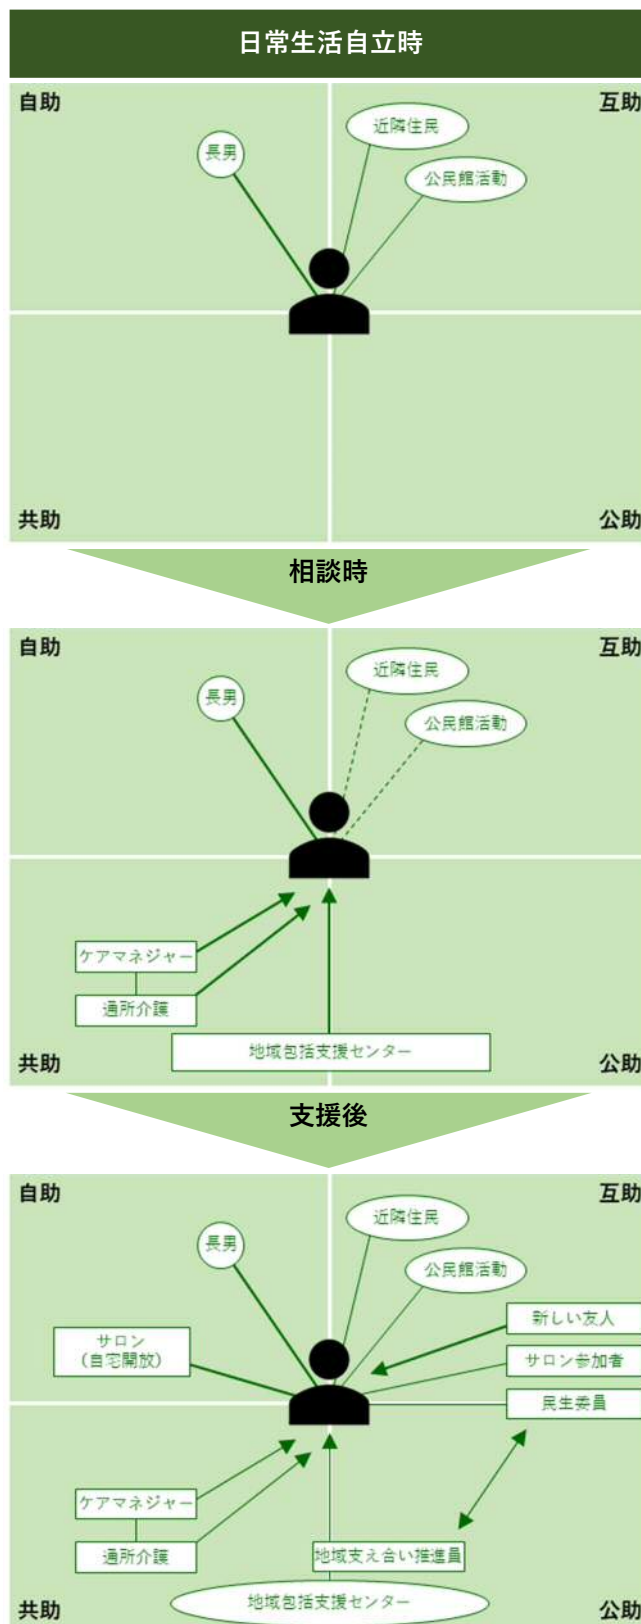 日常生活自立時
自助
互助
近隣住民
長男
公民館活動
共助
公助
相談時
自助
互助
近隣住民
長男
公民館活動
ケアマネジャー
通所介護
地域包括支援センター
共助
公助
支援後
自助
互助
近隣住民
長男
公民館活動
新しい友人
サロン
(自宅開放)
サロン参加者
民生委員
ケアマネジャー
通所介護
地域支え合い推進員
地域包括支援センター
共助
公助